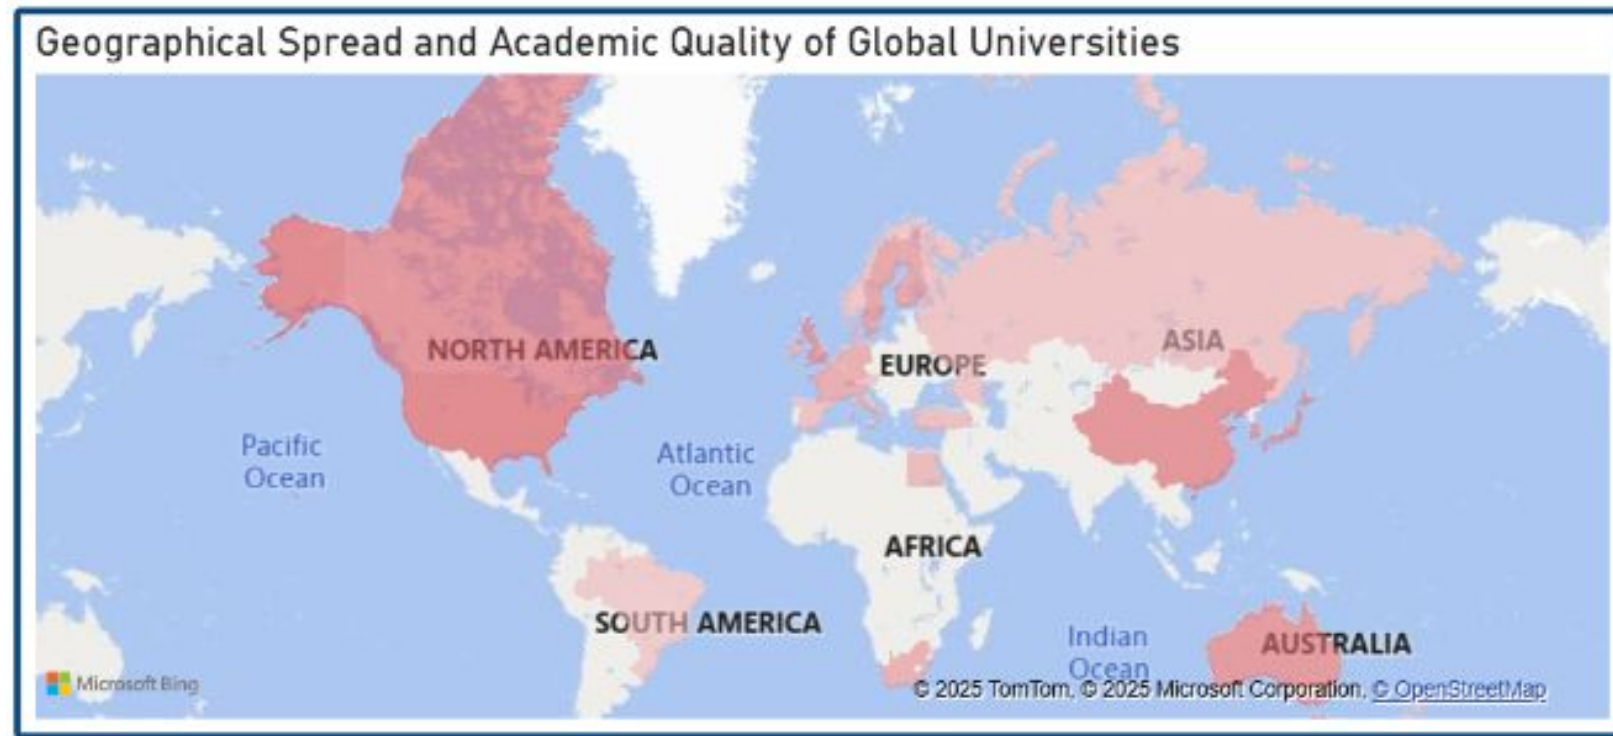 Geographical Spread and Academic Quality of Global Universities
NORTH AMERICA
EUROPE
ASIA
Pacific
Ocean
Atlantic
Ocean
AFRICA
SOUTH AMERICA
Indian
Ocean
AUSTRALIA
Microsoft Bing
© 2025 TomTom, © 2025 Microsoft Corporation, © OpenStreetMap